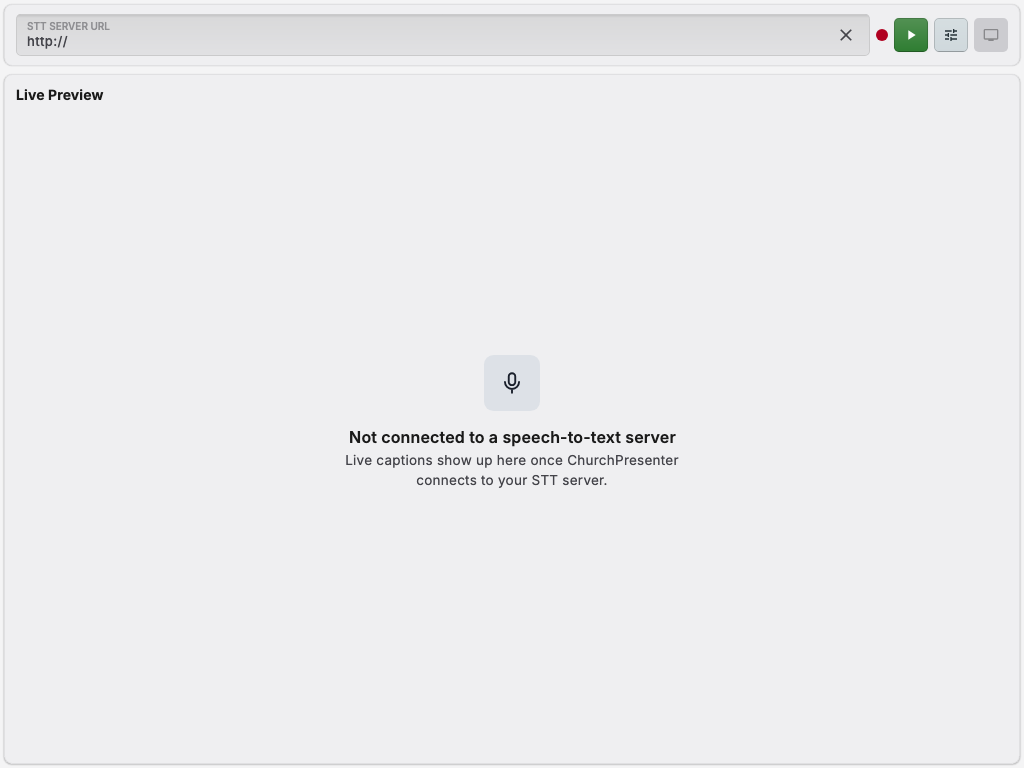 STT SERVER URL
http://
Live Preview
Not connected to a speech-to-text server
Live captions show up here once ChurchPresenter
connects to your STT server.